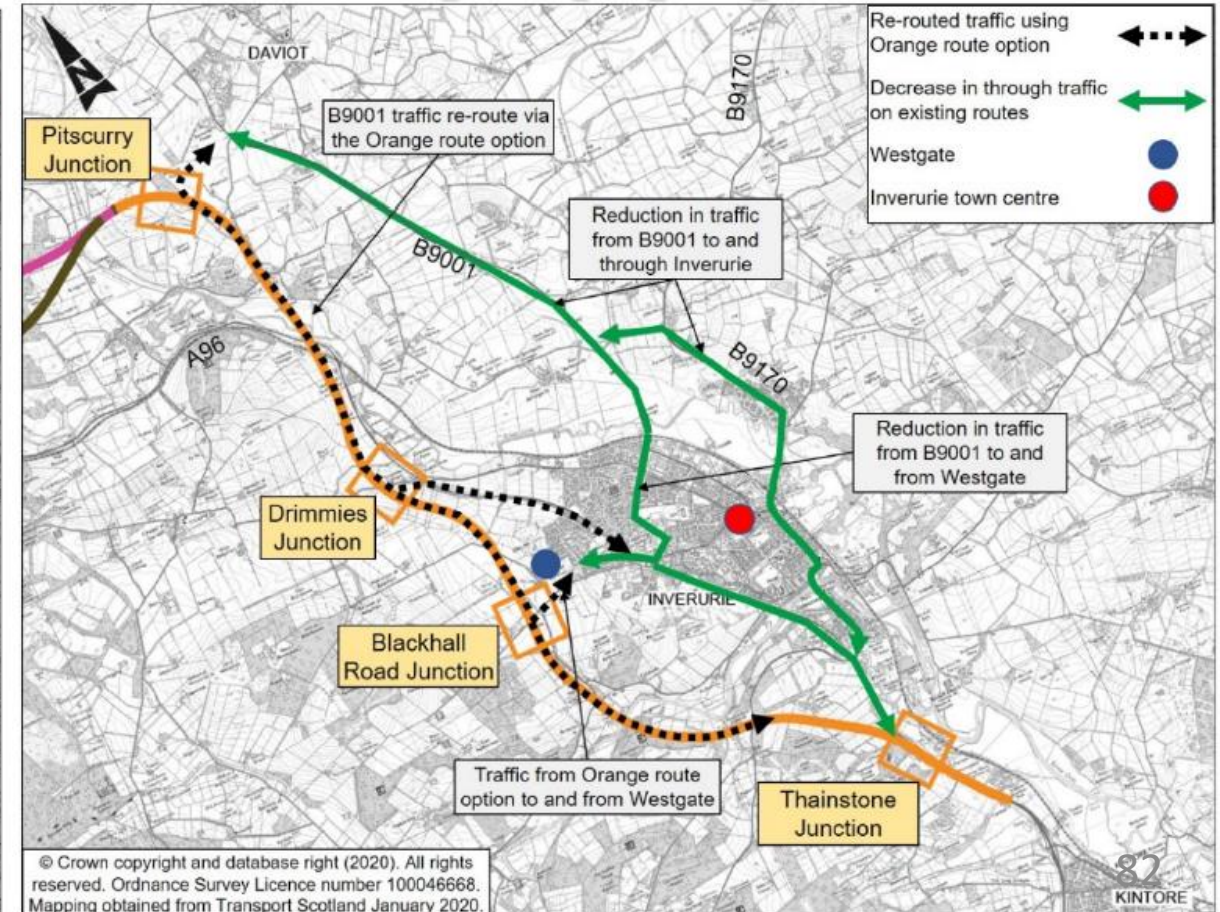 DAVIOT
B9170
Re-routed traffic using
Orange route option
Decrease in through traffic
on existing routes
Westgate
Inverurie town centre
B9001 traffic re-route via
the Orange route option
Pitscurry
Junction
Reduction in traffic
from B9001 to and
through Inverurie
B9001
A96
B9170
Reduction in traffic
from B9001 to and
from Westgate
Drimmies
Junction
INVERURIE
Blackhall
Road Junction
Traffic from Orange route
option to and from Westgate
Thainstone
Junction
© Crown copyright and database right (2020). All rights
reserved. Ordnance Survey Licence number 100046668.
Mapping obtained from Transport Scotland January 2020.
82
KINTORE